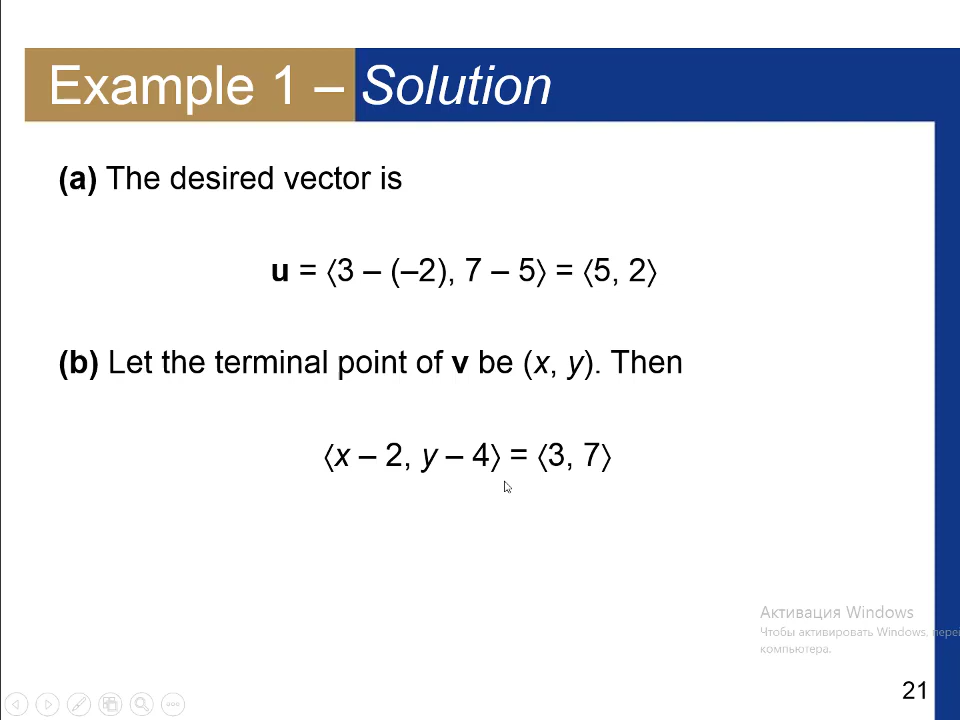 Example 1 – Solution
(a) The desired vector is
u = ⟨3 – (–2), 7 – 5⟩ = ⟨5, 2⟩
(b) Let the terminal point of v be (x, y). Then
⟨x – 2, y – 4⟩ = ⟨3, 7⟩
Активация Windows
Чтобы активировать Windows, пере
компьютера.
21